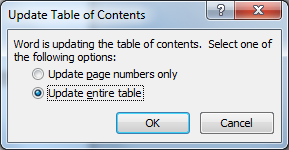 Update Table of Contents
Word is updating the table of contents. Select one of
the following options:
Update page numbers only
Update entire table
OK
Cancel